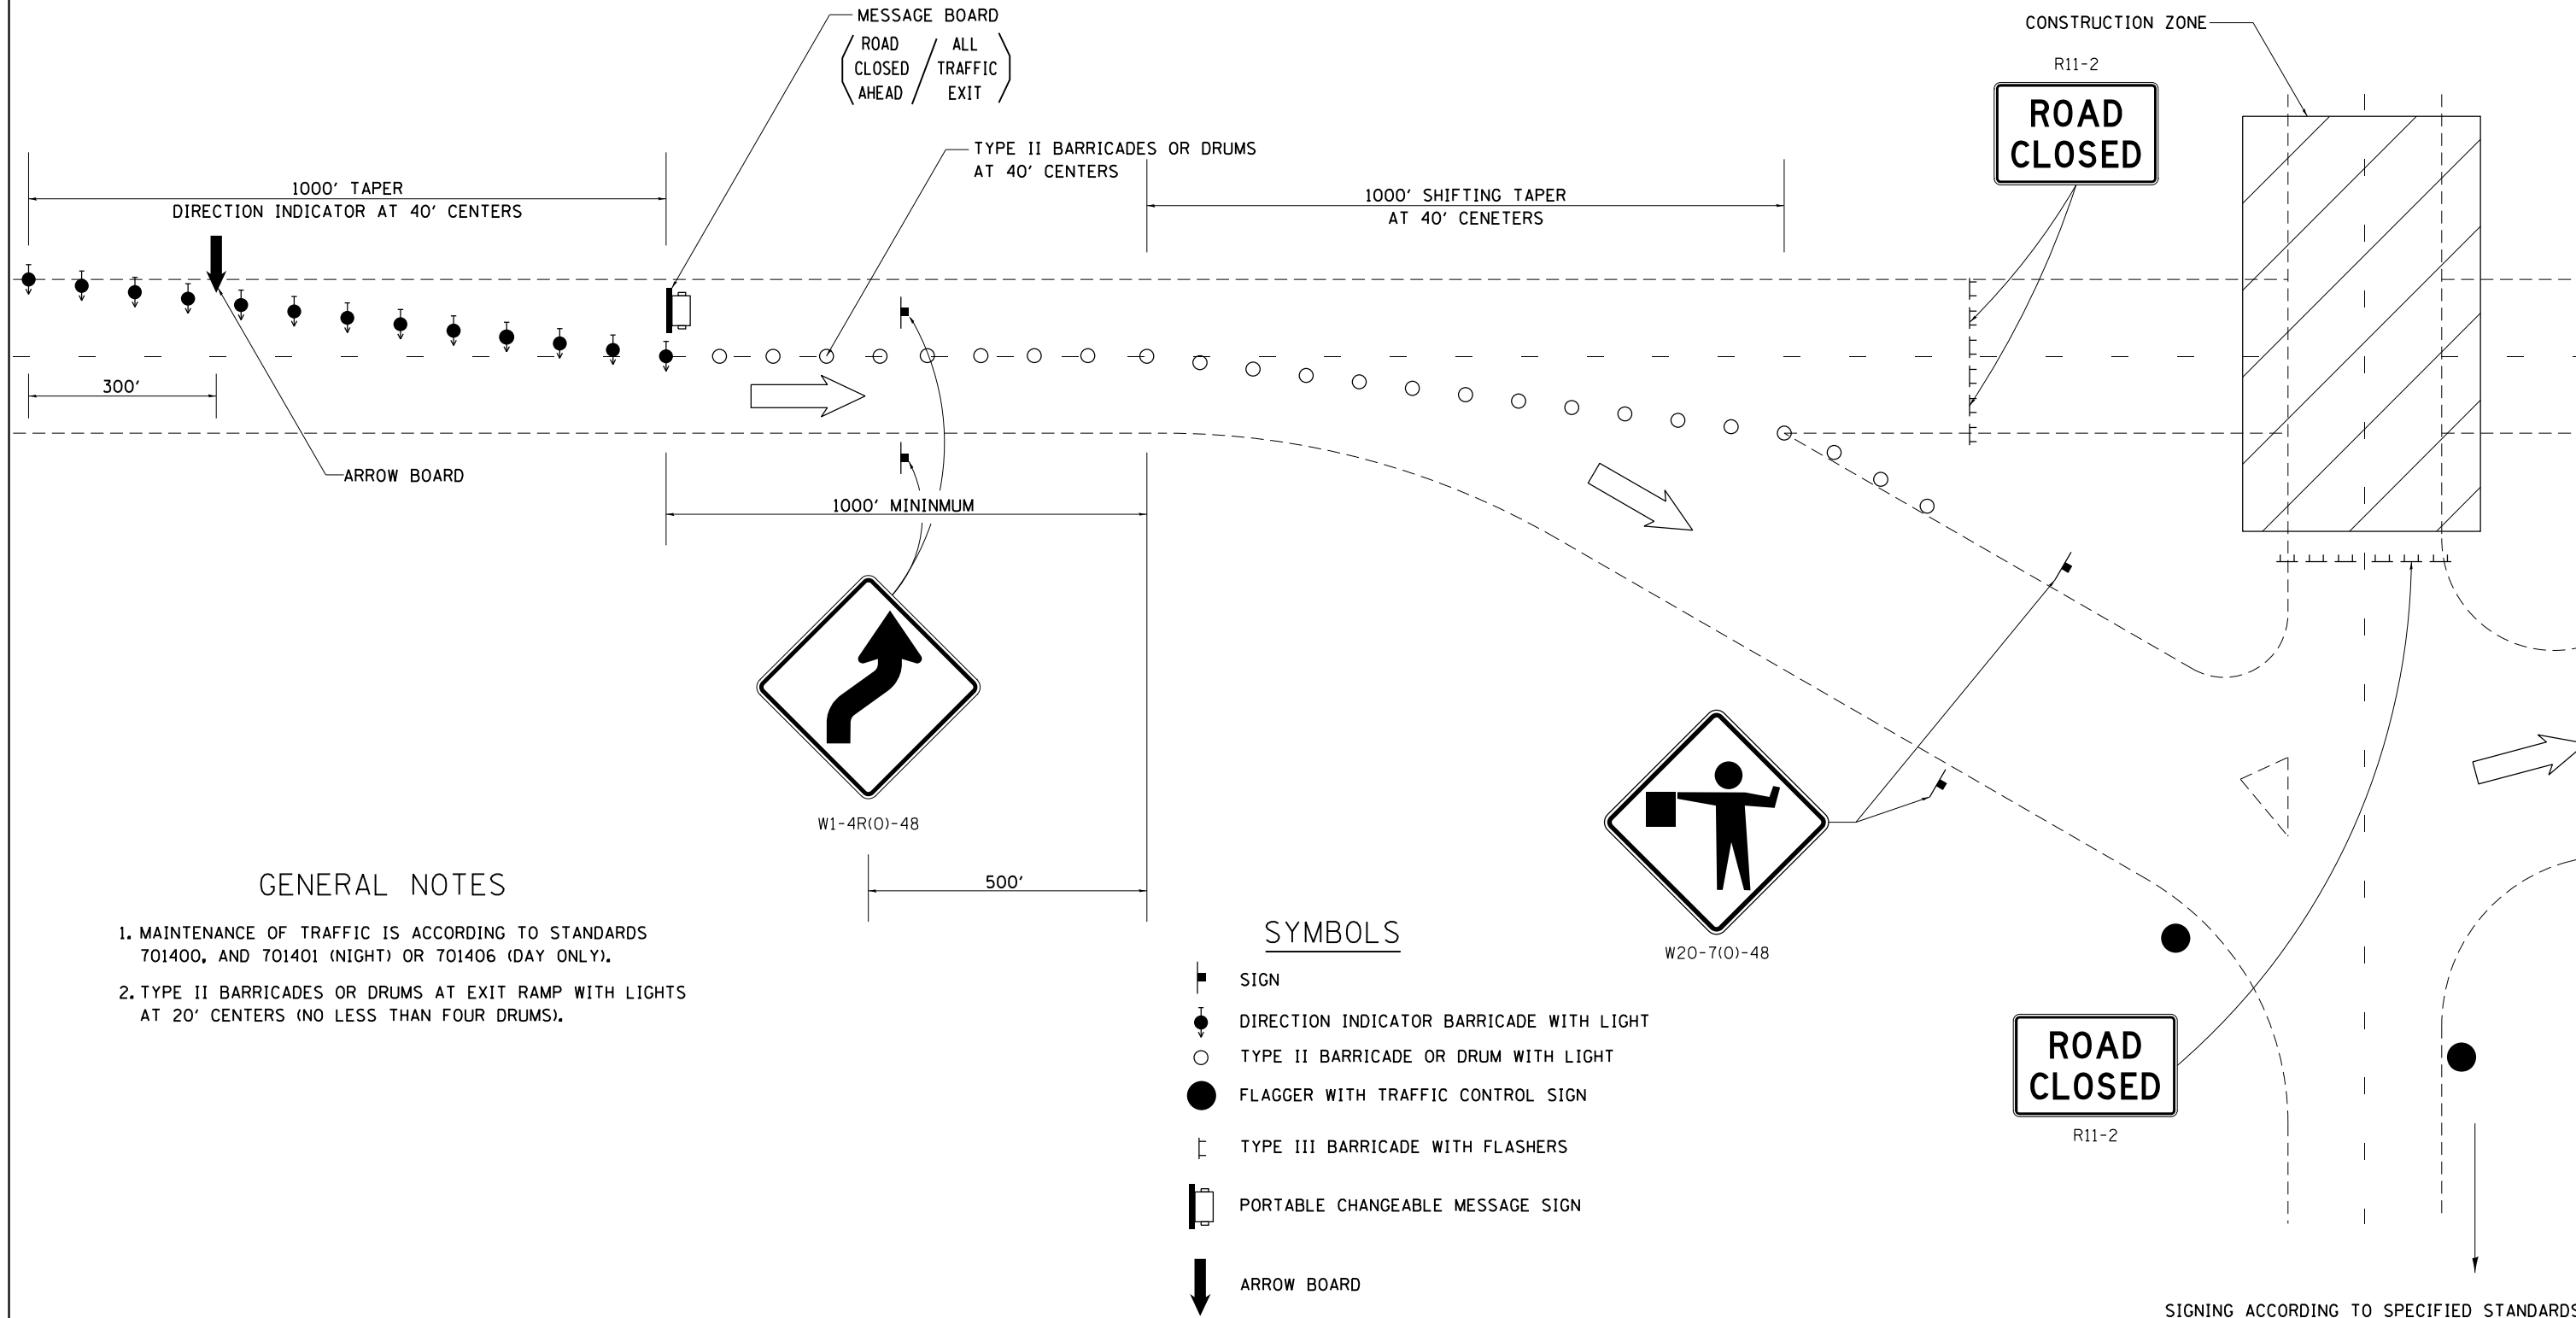 MESSAGE BOARD
ROAD
CLOSED
AHEAD
/
ALL
TRAFFIC
EXIT
CONSTRUCTION ZONE
R11-2
ROAD
CLOSED
TYPE II BARRICADES OR DRUMS
AT 40' CENTERS
1000' TAPER
DIRECTION INDICATOR AT 40' CENTERS
1000' SHIFTING TAPER
AT 40' CENETERS
300'
ARROW BOARD
1000' MININMUM
W1-4R(O)-48
500'
W20-7(O)-48
GENERAL NOTES
1. MAINTENANCE OF TRAFFIC IS ACCORDING TO STANDARDS
701400, AND 701401 (NIGHT) OR 701406 (DAY ONLY).
2. TYPE II BARRICADES OR DRUMS AT EXIT RAMP WITH LIGHTS
AT 20' CENTERS (NO LESS THAN FOUR DRUMS).
SYMBOLS
SIGN
DIRECTION INDICATOR BARRICADE WITH LIGHT
TYPE II BARRICADE OR DRUM WITH LIGHT
FLAGGER WITH TRAFFIC CONTROL SIGN
TYPE III BARRICADE WITH FLASHERS
PORTABLE CHANGEABLE MESSAGE SIGN
ARROW BOARD
ROAD
CLOSED
R11-2
SIGNING ACCORDING TO SPECIFIED STANDARDS